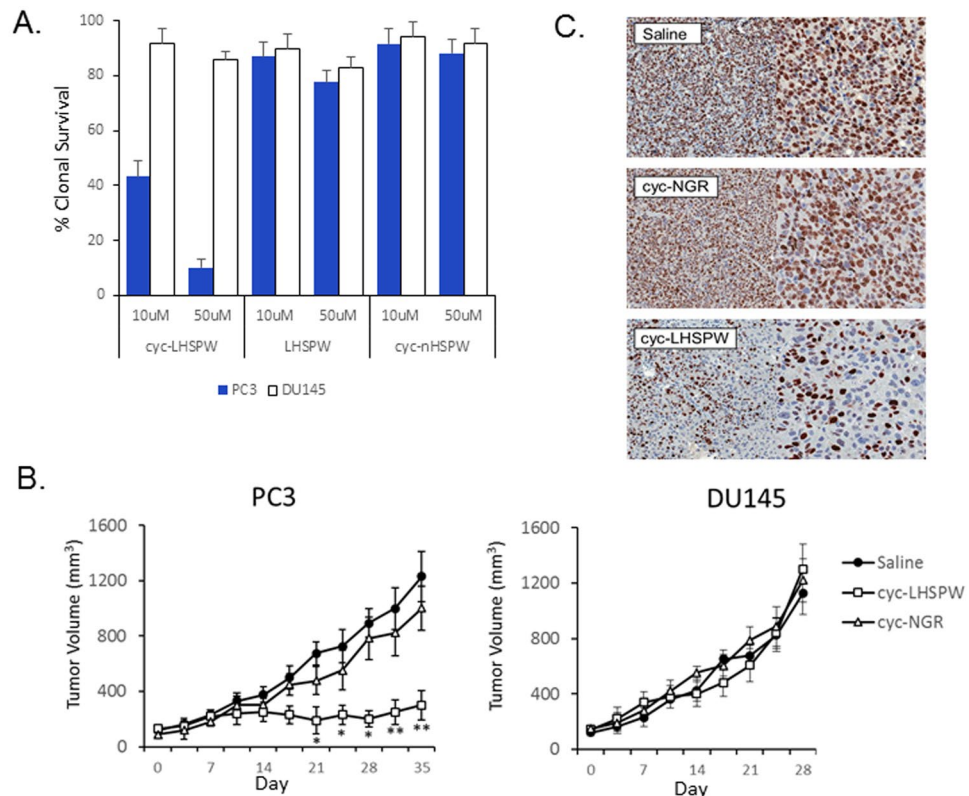 A.
% Clonal Survival
100
80
60
40
20
0
10uM 50uM 10uM 50uM 10uM 50uM
cyc-LHSPW LHSPW cyc-nHSPW
PC3 DU145
C.
Saline
cyc-NGR
cyc-LHSPW
B.
PC3
Tumor Volume (mm³)
1600
1200
800
400
0
* * * ** **
0 7 14 21 28 35
Day
DU145
Tumor Volume (mm³)
1600
1200
800
400
0
0 7 14 21 28
Day
Saline
cyc-LHSPW
cyc-NGR